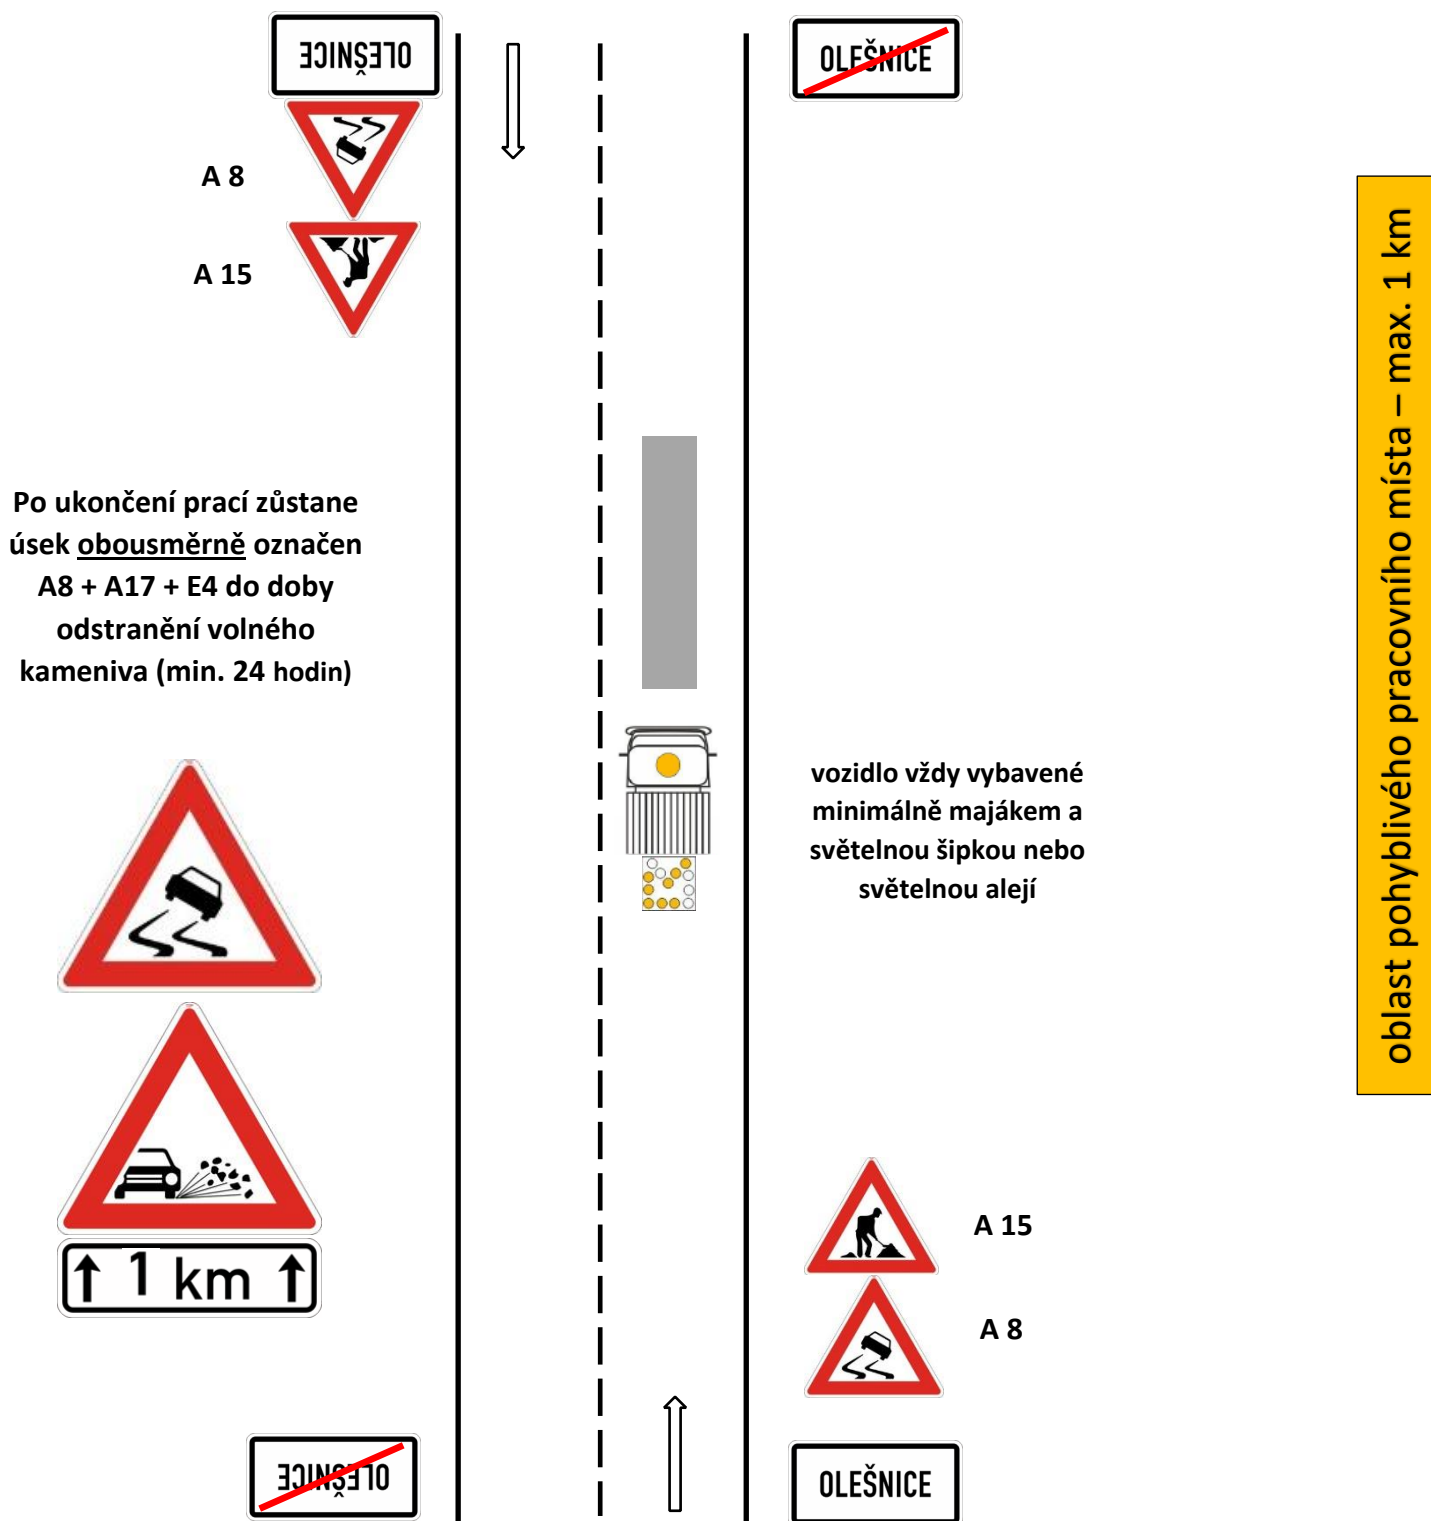 OLEŠNICE
OLEŠNICE
A 8
A 15
oblast pohyblivého pracovního místa – max. 1 km
Po ukončení prací zůstane
úsek obousměrně označen
A8 + A17 + E4 do doby
odstranění volného
kameniva (min. 24 hodin)
vozidlo vždy vybavené
minimálně majákem a
světelnou šipkou nebo
světelnou alejí
1 km
A 15
A 8
OLEŠNICE
OLEŠNICE